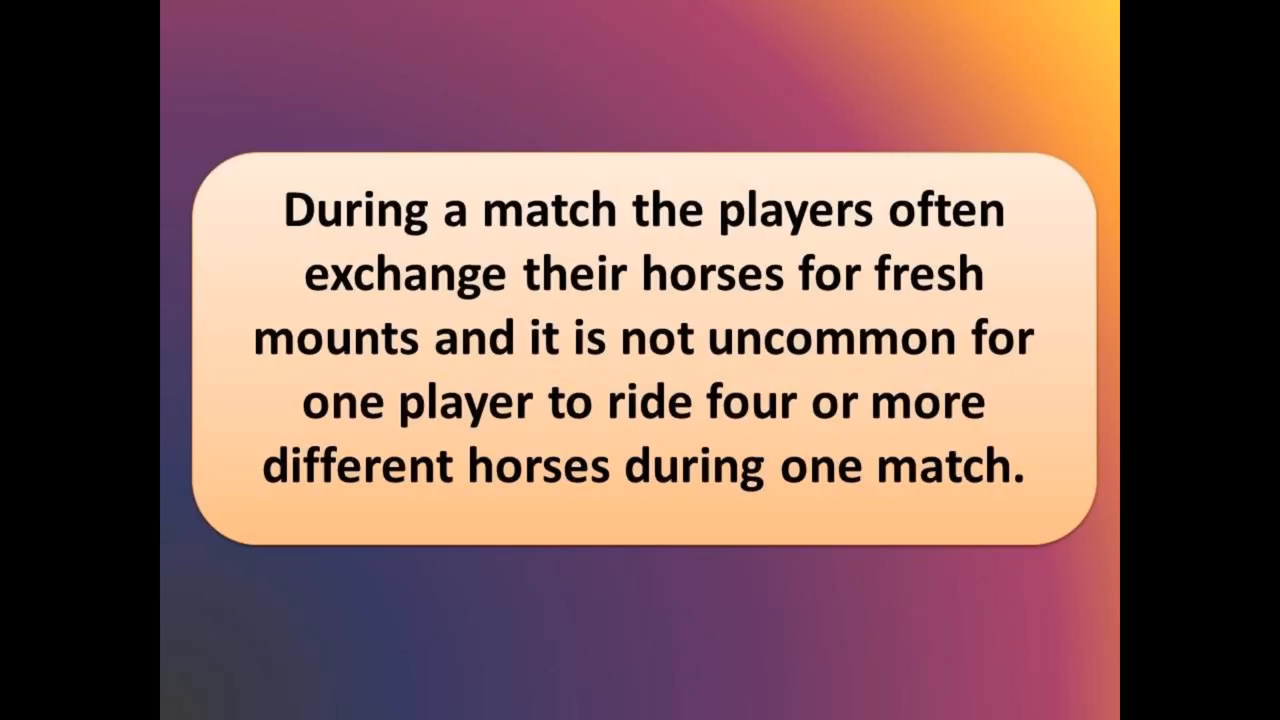 During a match the players often
exchange their horses for fresh
mounts and it is not uncommon for
one player to ride four or more
different horses during one match.